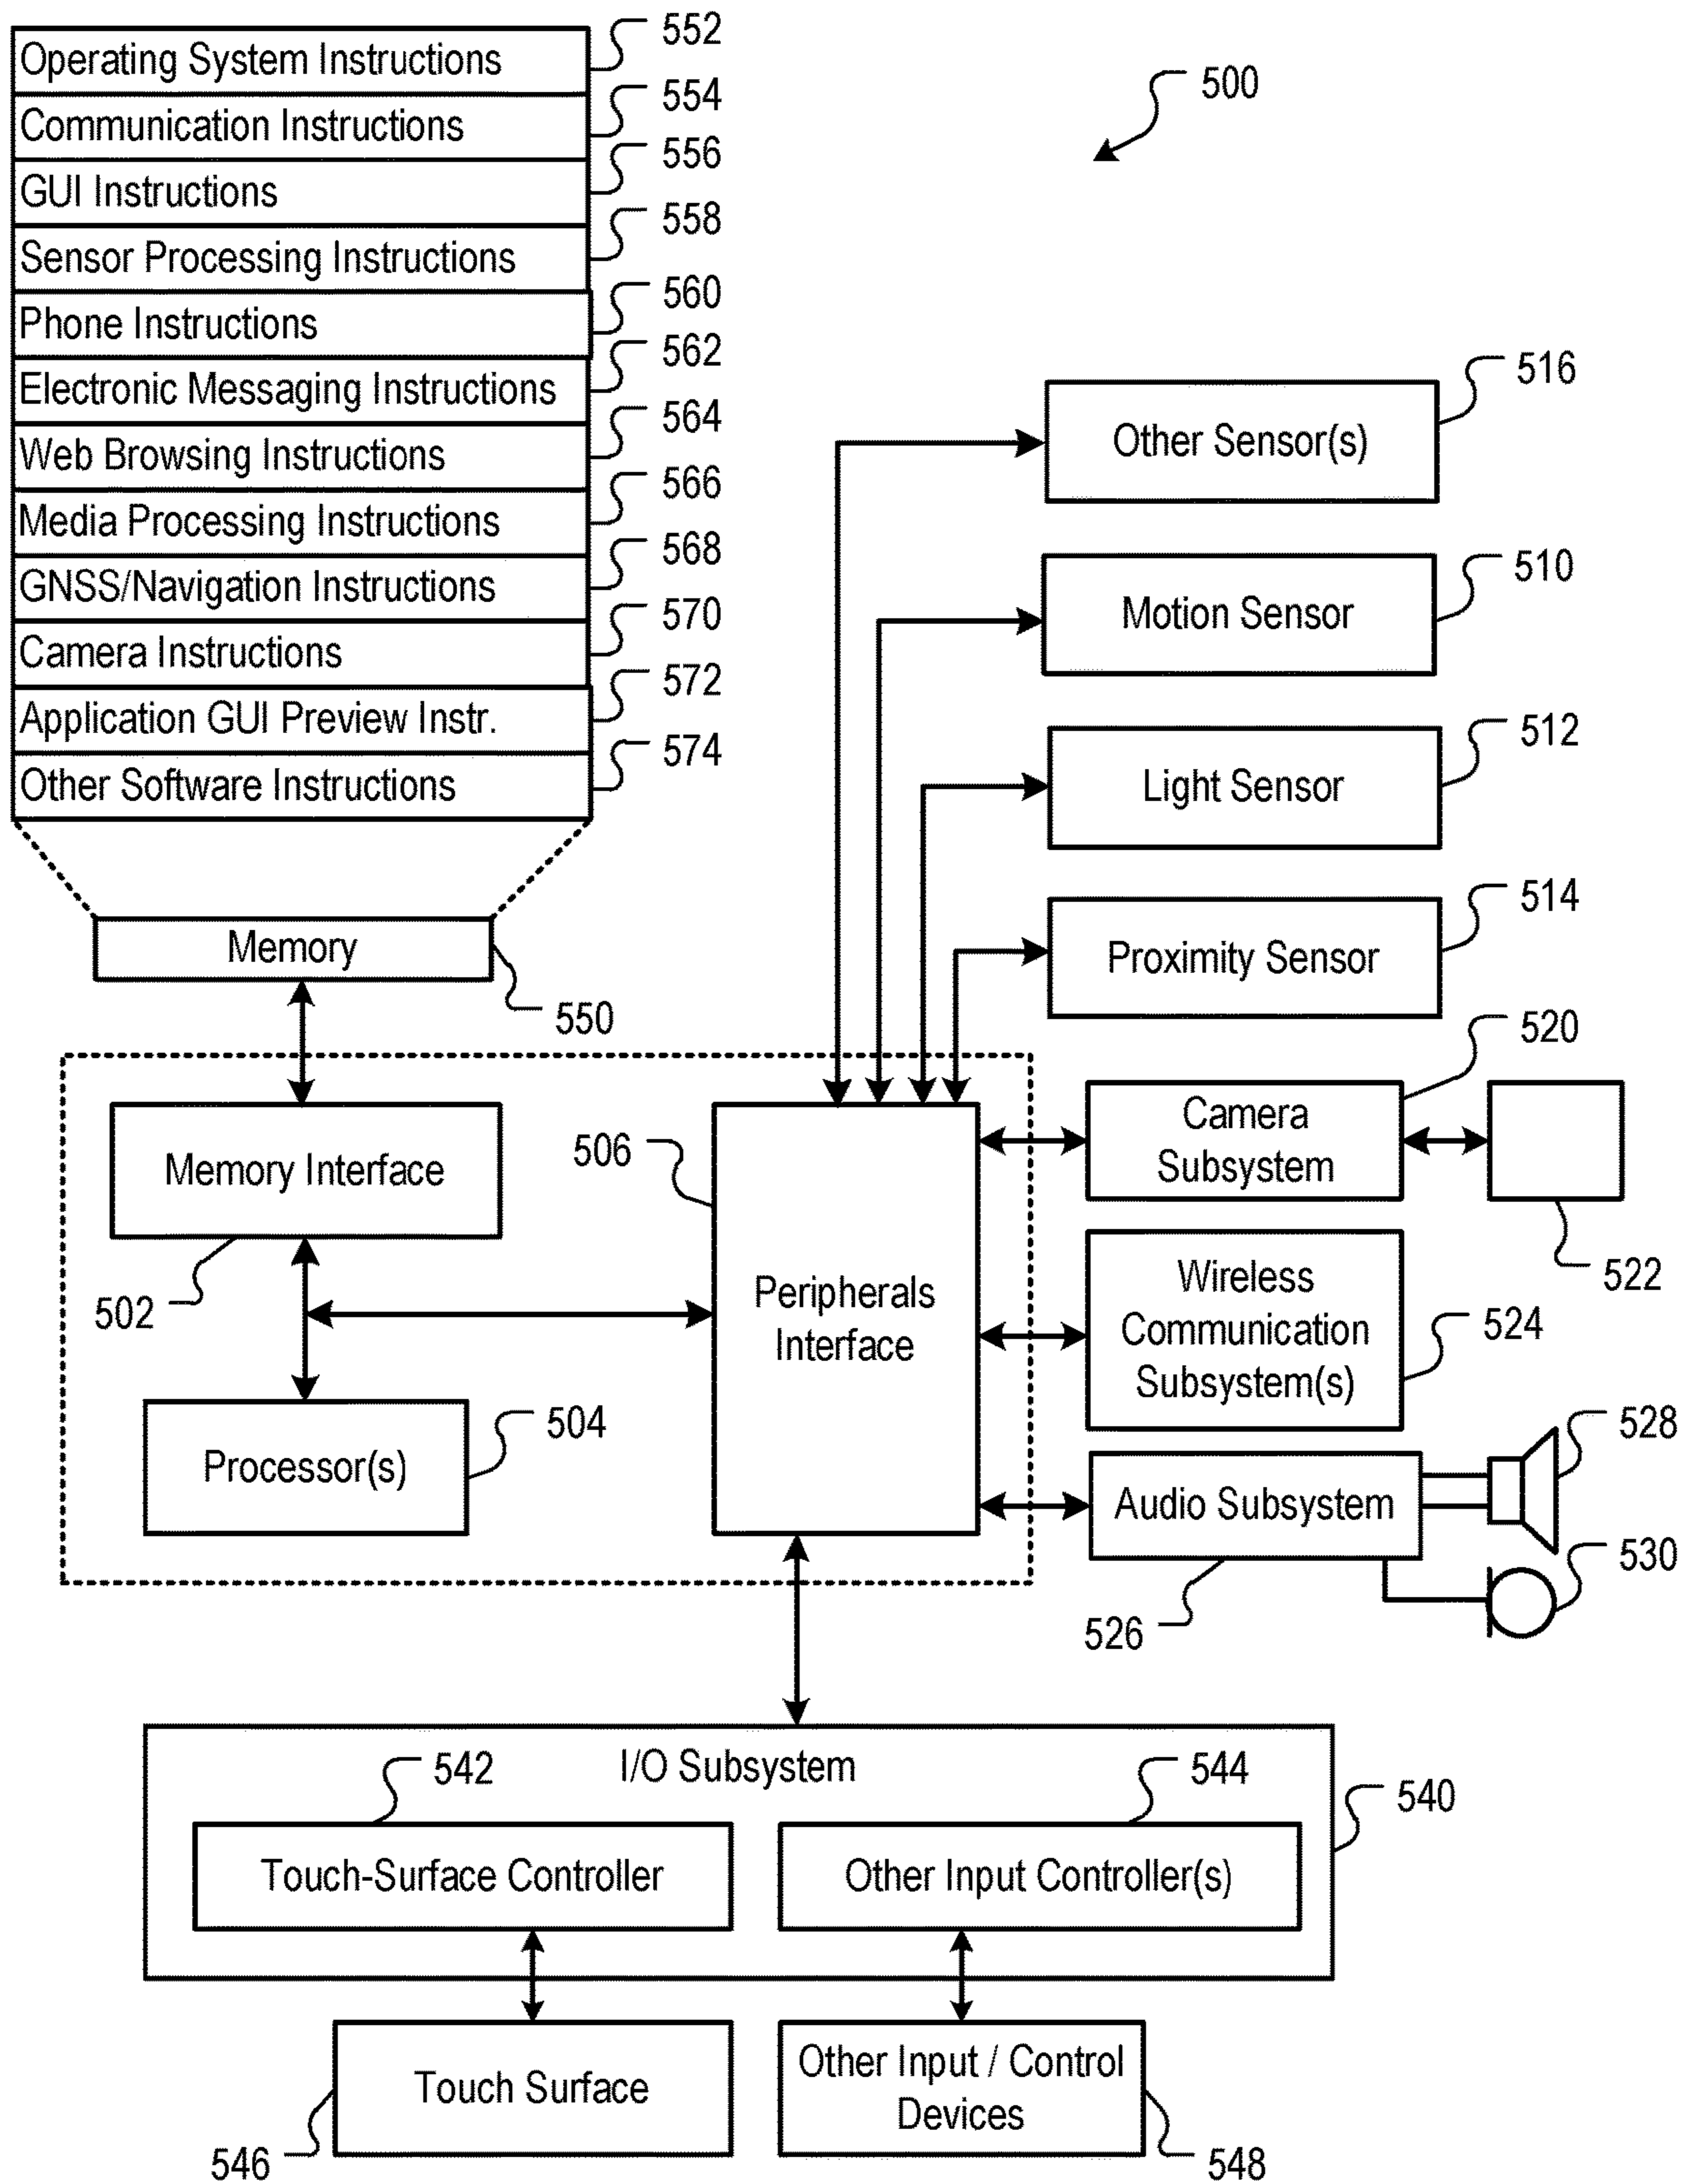 Operating System Instructions
552
Communication Instructions
554
GUI Instructions
556
Sensor Processing Instructions
558
Phone Instructions
560
Electronic Messaging Instructions
562
Web Browsing Instructions
564
Media Processing Instructions
566
GNSS/Navigation Instructions
568
Camera Instructions
570
Application GUI Preview Instr.
572
Other Software Instructions
574
500
Other Sensor(s)
516
Motion Sensor
510
Light Sensor
512
Proximity Sensor
514
Memory
550
Memory Interface
502
Processor(s)
504
506
Peripherals
Interface
Camera
Subsystem
520
522
Wireless
Communication
Subsystem(s)
524
Audio Subsystem
526
528
530
I/O Subsystem
540
542
Touch-Surface Controller
544
Other Input Controller(s)
Touch Surface
546
Other Input / Control
Devices
548